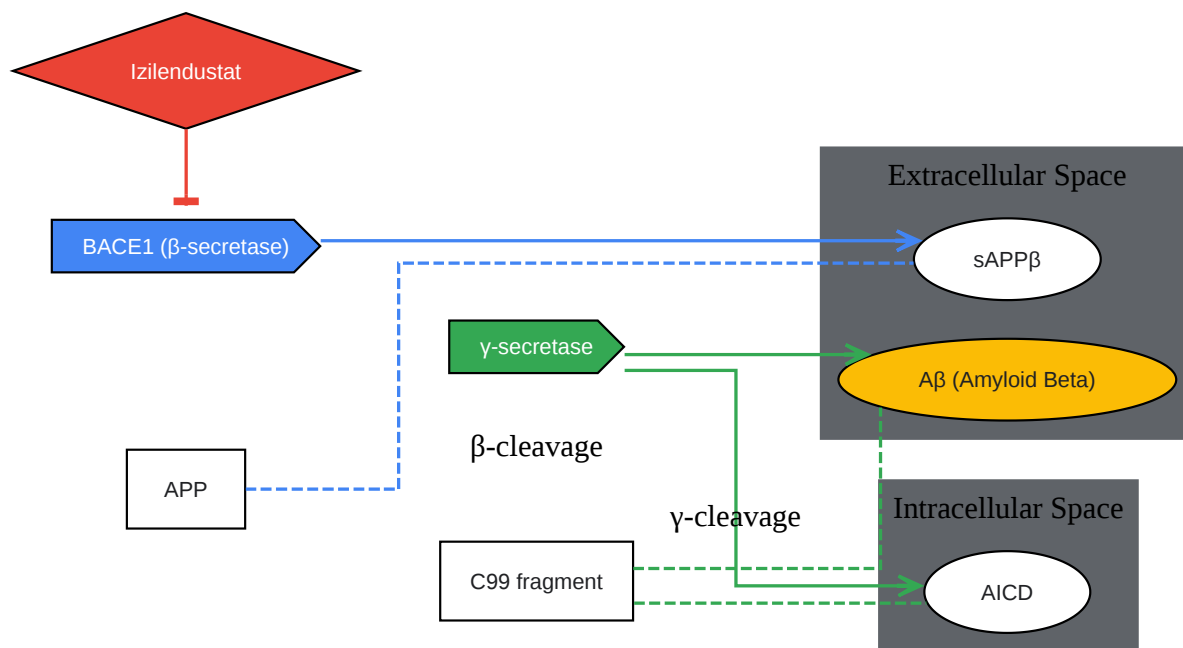 Izilendustat
Extracellular Space
BACE1 (β-secretase)
sAPPβ
γ-secretase
Aβ (Amyloid Beta)
β-cleavage
APP
γ-cleavage
Intracellular Space
C99 fragment
AICD